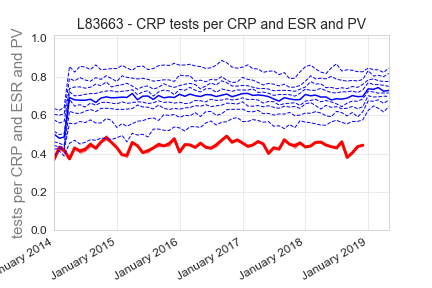 L83663 - CRP tests per CRP and ESR and PV
tests per CRP and ESR and PV
1.0
0.8
0.6
0.4
0.2
0.0
nuary 2014
January 2015
January 2016
January 2017
January 2018
January 2019